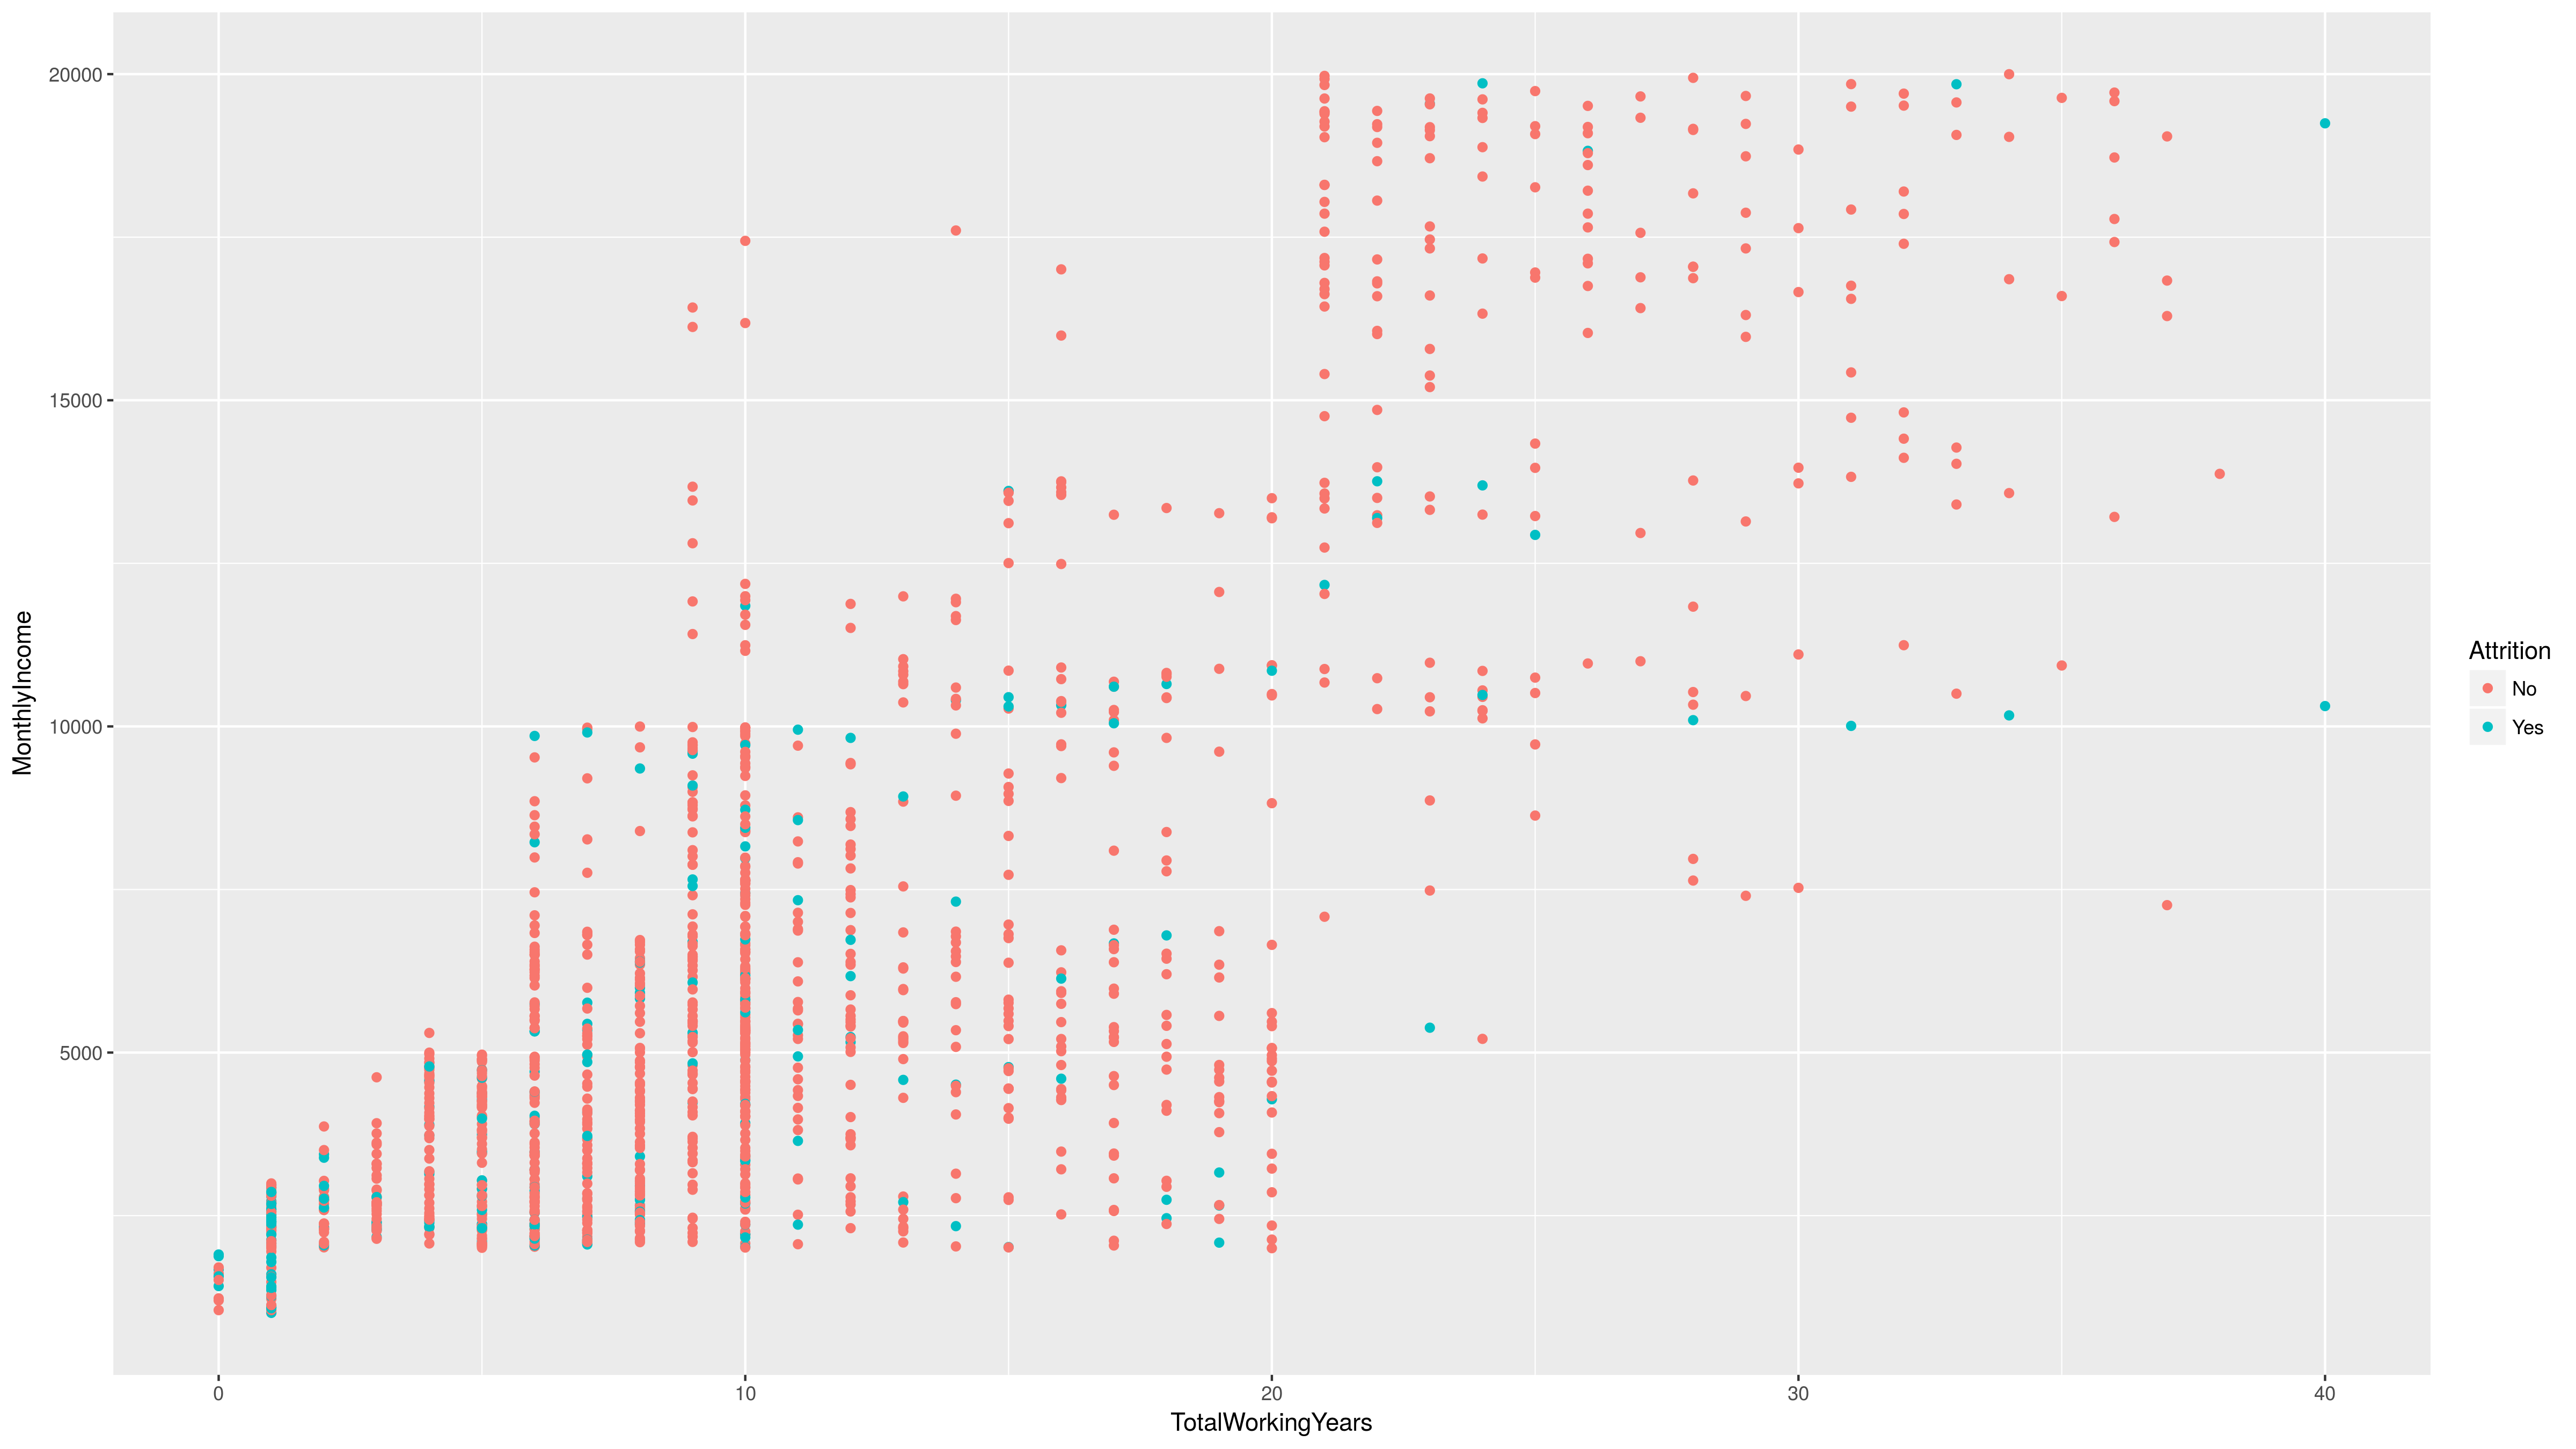 20000
15000
10000
5000
MonthlyIncome
0
10
20
30
40
TotalWorkingYears
Attrition
No
Yes